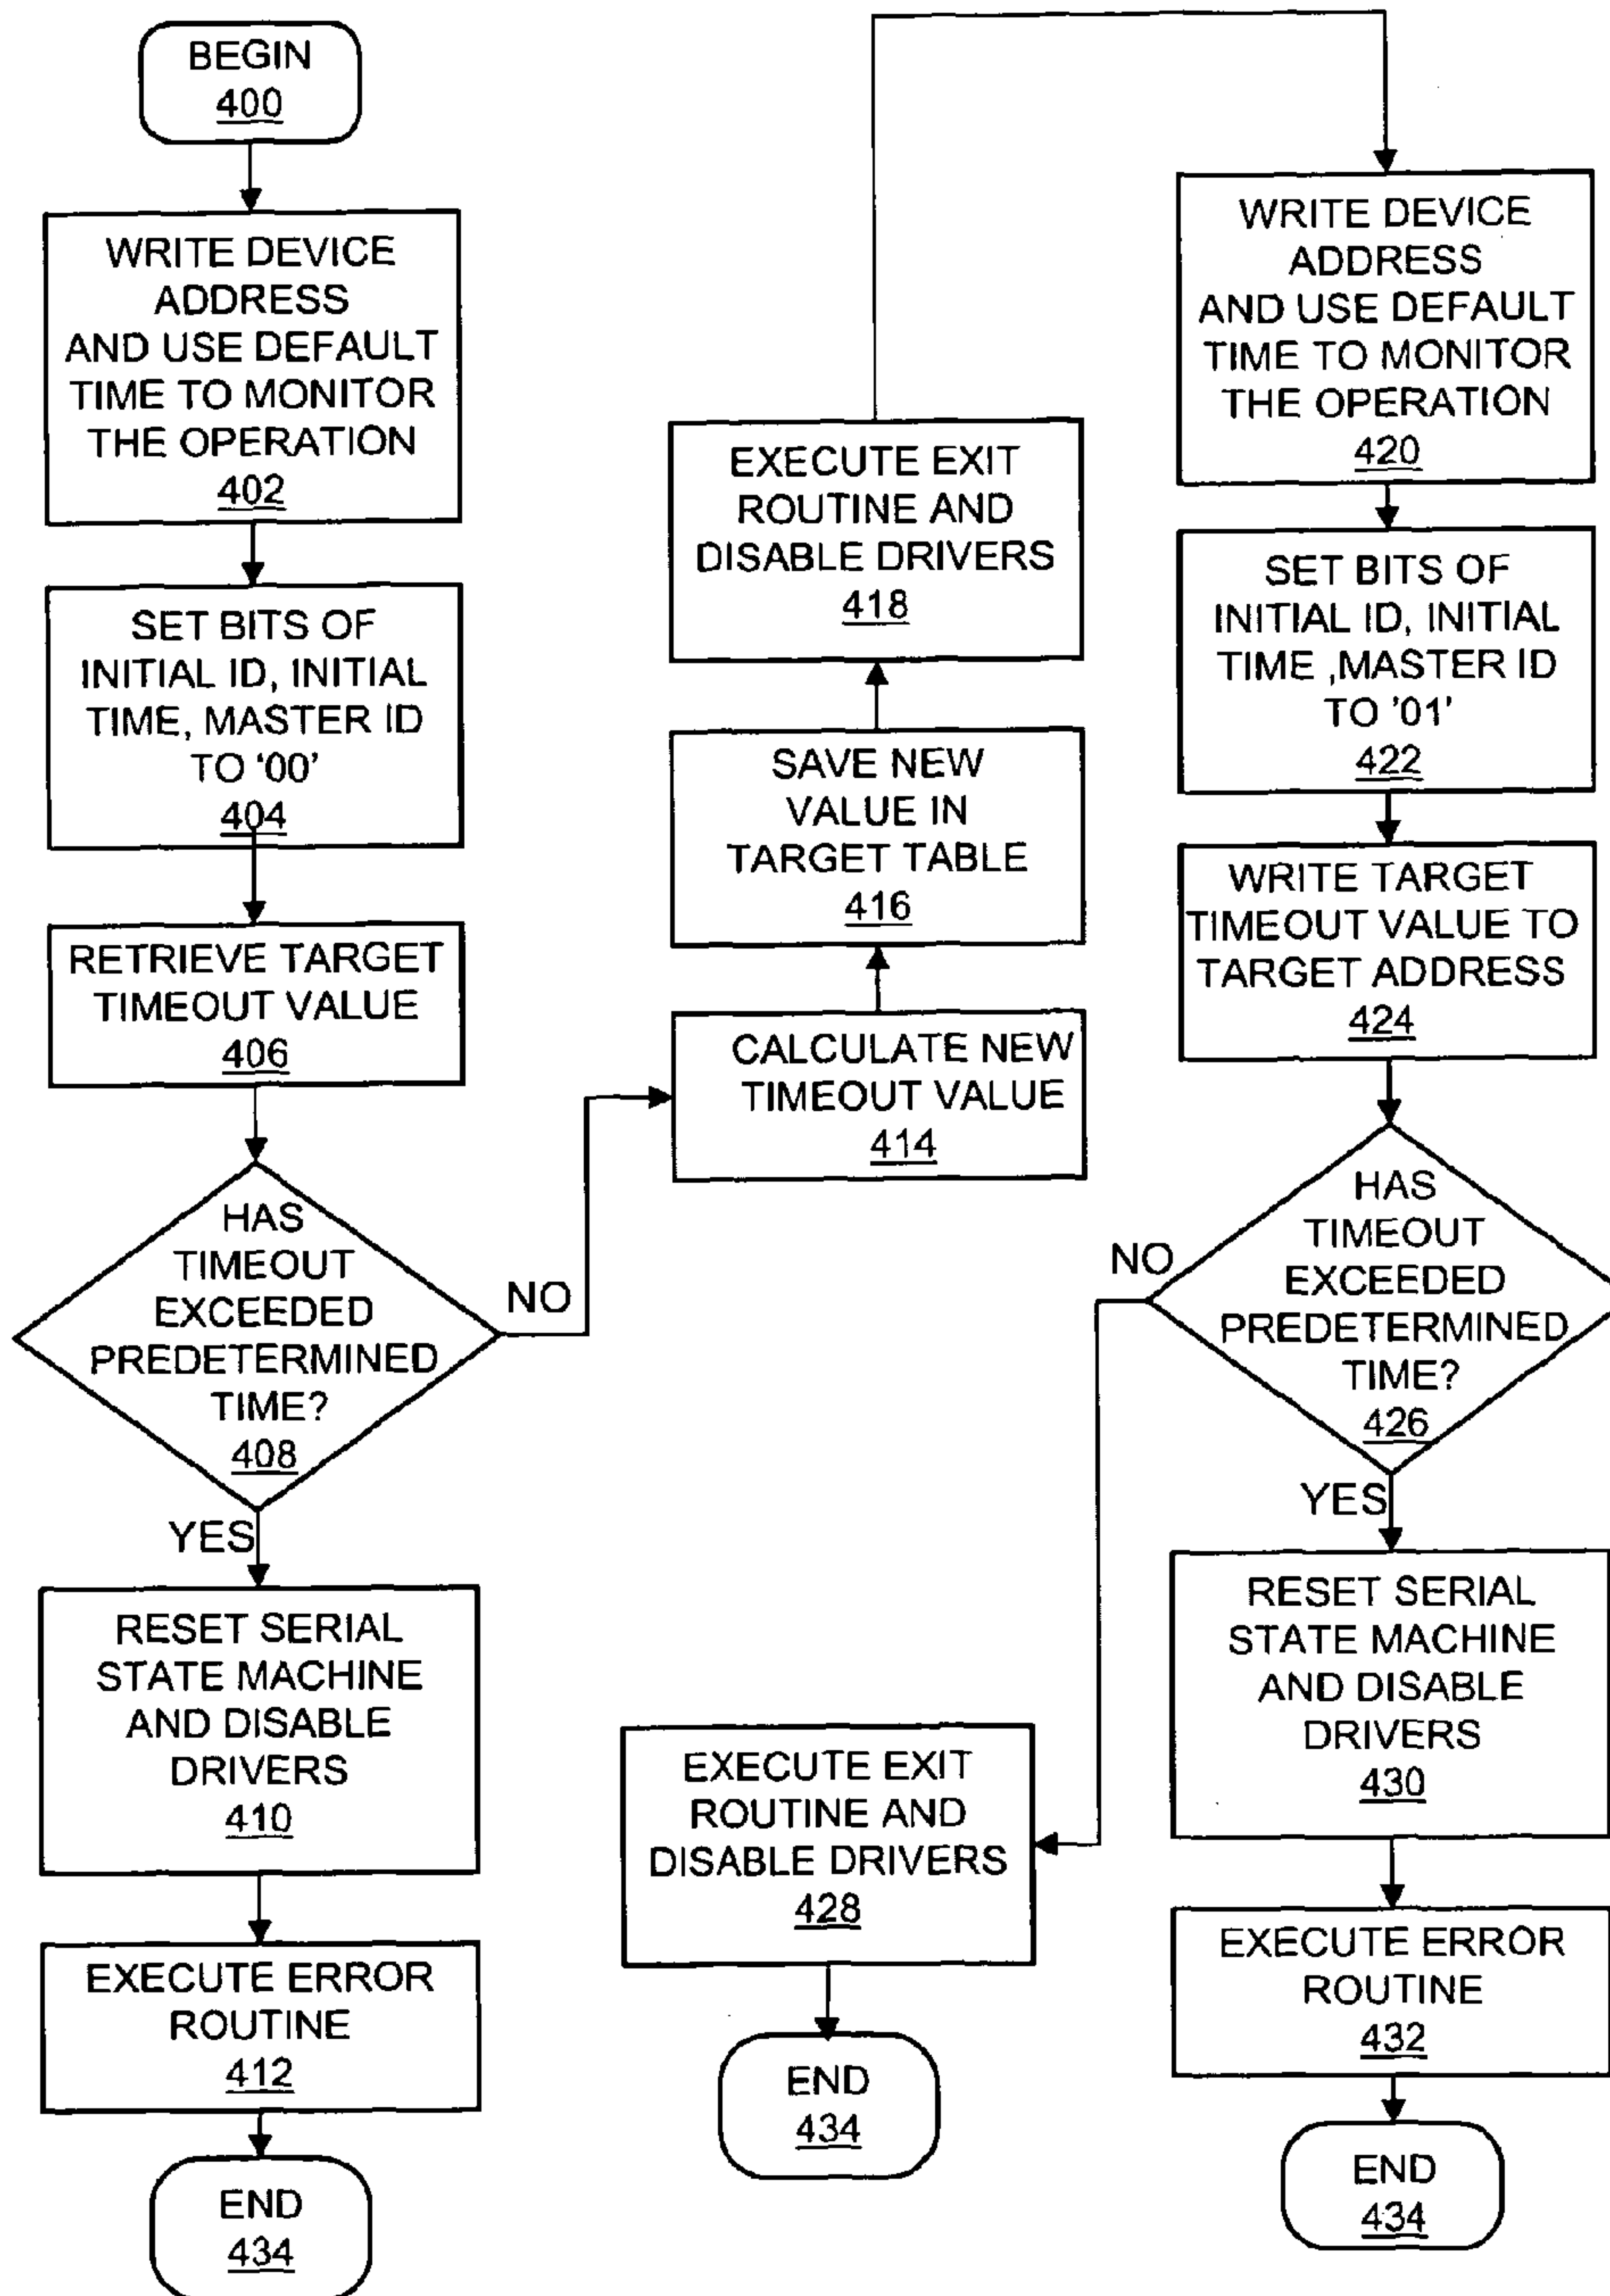 BEGIN
400
WRITE DEVICE
ADDRESS
AND USE DEFAULT
TIME TO MONITOR
THE OPERATION
402
SET BITS OF
INITIAL ID, INITIAL
TIME, MASTER ID
TO '00'
404
RETRIEVE TARGET
TIMEOUT VALUE
406
HAS
TIMEOUT
EXCEEDED
PREDETERMINED
TIME?
408
NO
YES
RESET SERIAL
STATE MACHINE
AND DISABLE
DRIVERS
410
EXECUTE ERROR
ROUTINE
412
END
434
CALCULATE NEW
TIMEOUT VALUE
414
SAVE NEW
VALUE IN
TARGET TABLE
416
EXECUTE EXIT
ROUTINE AND
DISABLE DRIVERS
418
WRITE DEVICE
ADDRESS
AND USE DEFAULT
TIME TO MONITOR
THE OPERATION
420
SET BITS OF
INITIAL ID, INITIAL
TIME ,MASTER ID
TO '01'
422
WRITE TARGET
TIMEOUT VALUE TO
TARGET ADDRESS
424
HAS
TIMEOUT
EXCEEDED
PREDETERMINED
TIME?
426
NO
YES
EXECUTE EXIT
ROUTINE AND
DISABLE DRIVERS
428
END
434
RESET SERIAL
STATE MACHINE
AND DISABLE
DRIVERS
430
EXECUTE ERROR
ROUTINE
432
END
434